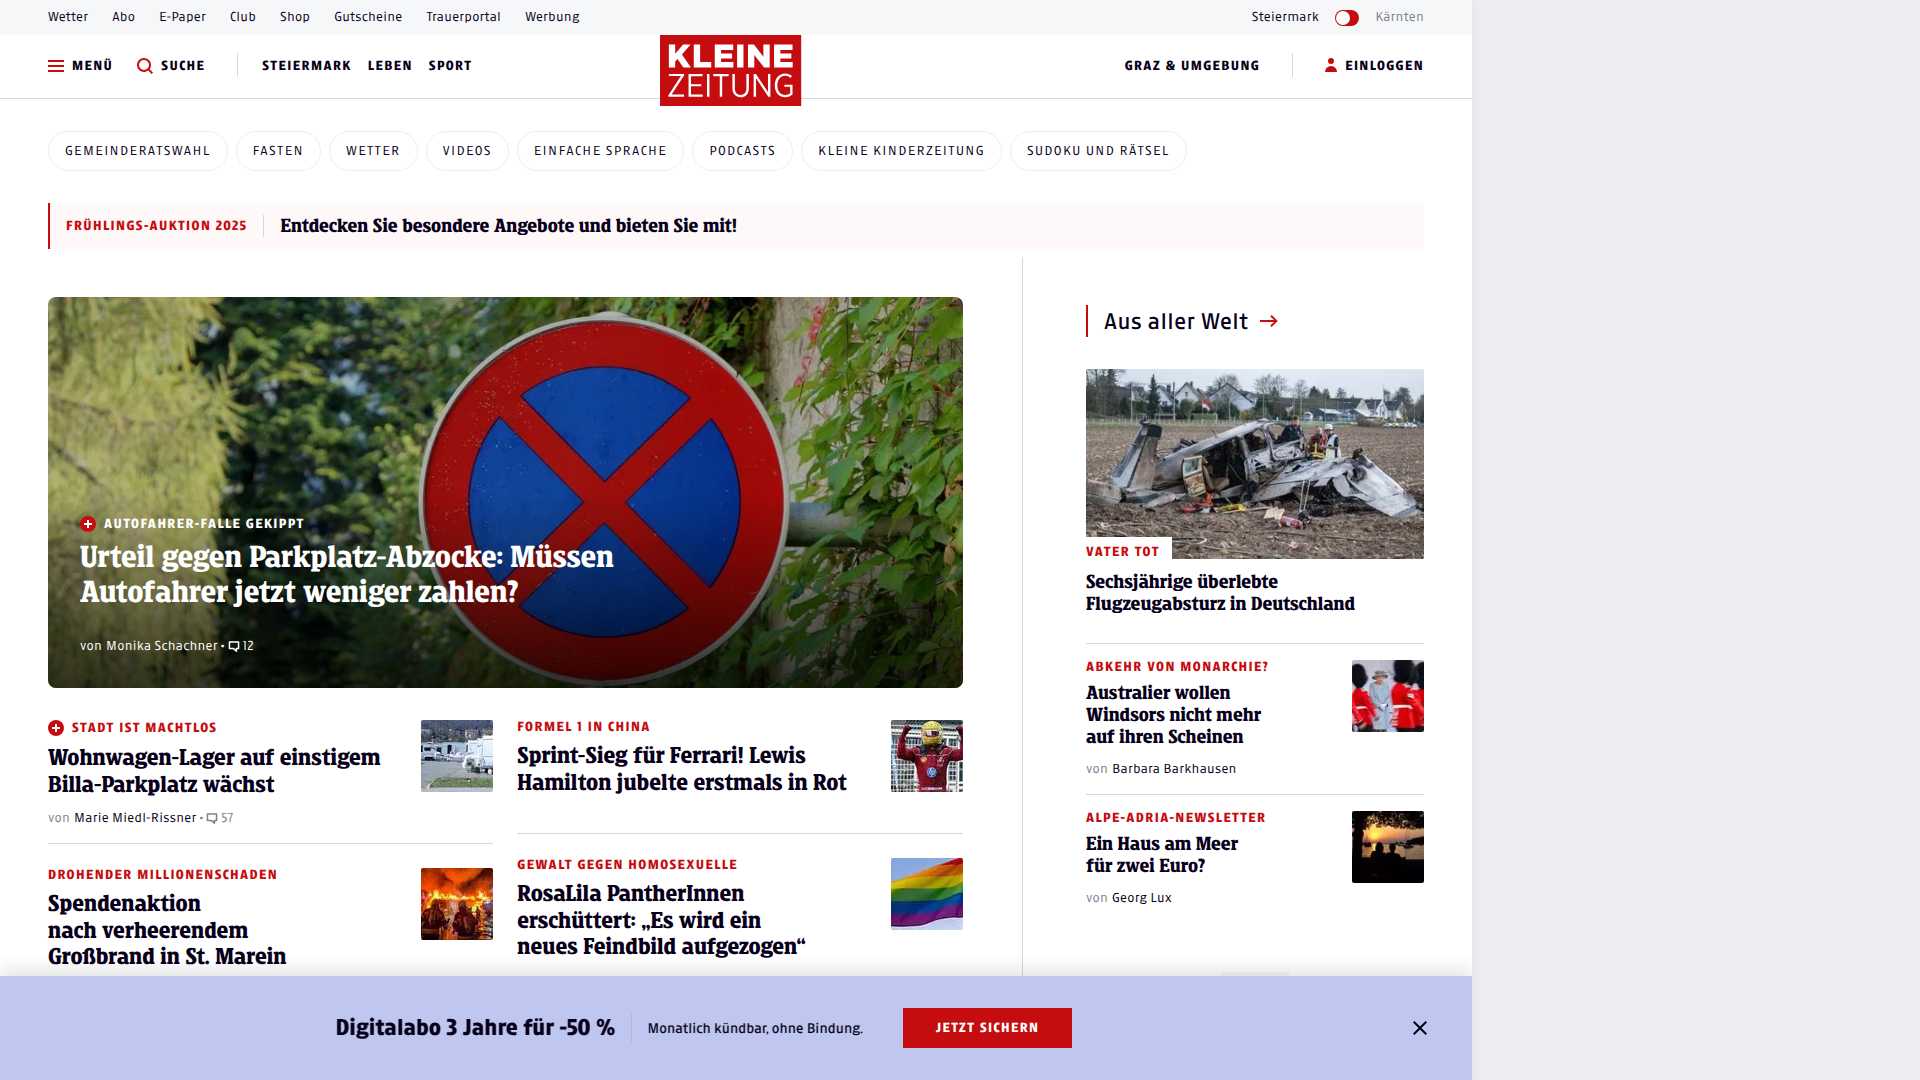 Wetter Abo E-Paper Club Shop Gutscheine Trauerportal Werbung Steiermark Kärnten
MENÜ SUCHE STEIERMARK LEBEN SPORT KLEINE ZEITUNG GRAZ & UMGEBUNG EINLOGGEN
GEMEINDERATSWAHL FASTEN WETTER VIDEOS EINFACHE SPRACHE PODCASTS KLEINE KINDERZEITUNG SUDOKU UND RÄTSEL
FRÜHLINGS-AUKTION 2025 Entdecken Sie besondere Angebote und bieten Sie mit!
AUTOFAHRER-FALLE GEKIPPT
Urteil gegen Parkplatz-Abzocke: Müssen
Autofahrer jetzt weniger zahlen?
von Monika Schachner • 12
STADT IST MACHTLOS
Wohnwagen-Lager auf einstigem
Billa-Parkplatz wächst
von Marie Miedl-Rissner • 57
DROHENDER MILLIONENSCHADEN
Spendenaktion
nach verheerendem
Großbrand in St. Marein
FORMEL 1 IN CHINA
Sprint-Sieg für Ferrari! Lewis
Hamilton jubelte erstmals in Rot
GEWALT GEGEN HOMOSEXUELLE
RosaLila PantherInnen
erschüttert: „Es wird ein
neues Feindbild aufgezogen“
Aus aller Welt
VATER TOT
Sechsjährige überlebte
Flugzeugabsturz in Deutschland
ABKEHR VON MONARCHIE?
Australier wollen
Windsors nicht mehr
auf ihren Scheinen
von Barbara Barkhausen
ALPE-ADRIA-NEWSLETTER
Ein Haus am Meer
für zwei Euro?
von Georg Lux
Digitalabo 3 Jahre für -50 % Monatlich kündbar, ohne Bindung. JETZT SICHERN